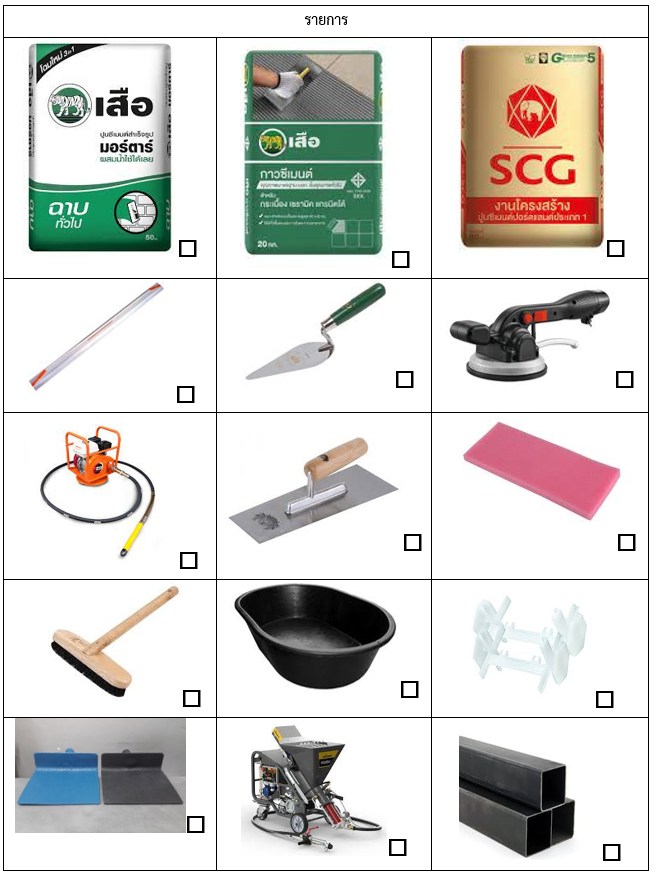 รายการ
โฉมใหม่ 3 in 1
เสือ
ปูนซีเมนต์สำเร็จรูป
มอร์ตาร์
ผสมน้ำใช้ได้เลย
ฉาบ
ทั่วไป
เสือ
กาวซีเมนต์
สำหรับ
กระเบื้อง เซรามิค แกรนิตโต้
20 กก.
5
SCG
งานโครงสร้าง
ปูนซีเมนต์ปอร์ตแลนด์ประเภท 1